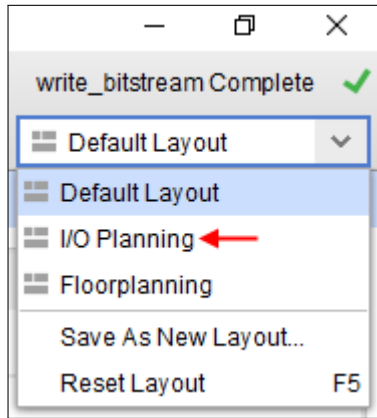 write_bitstream Complete
Default Layout
Default Layout
I/O Planning
Floorplanning
Save As New Layout...
Reset Layout F5